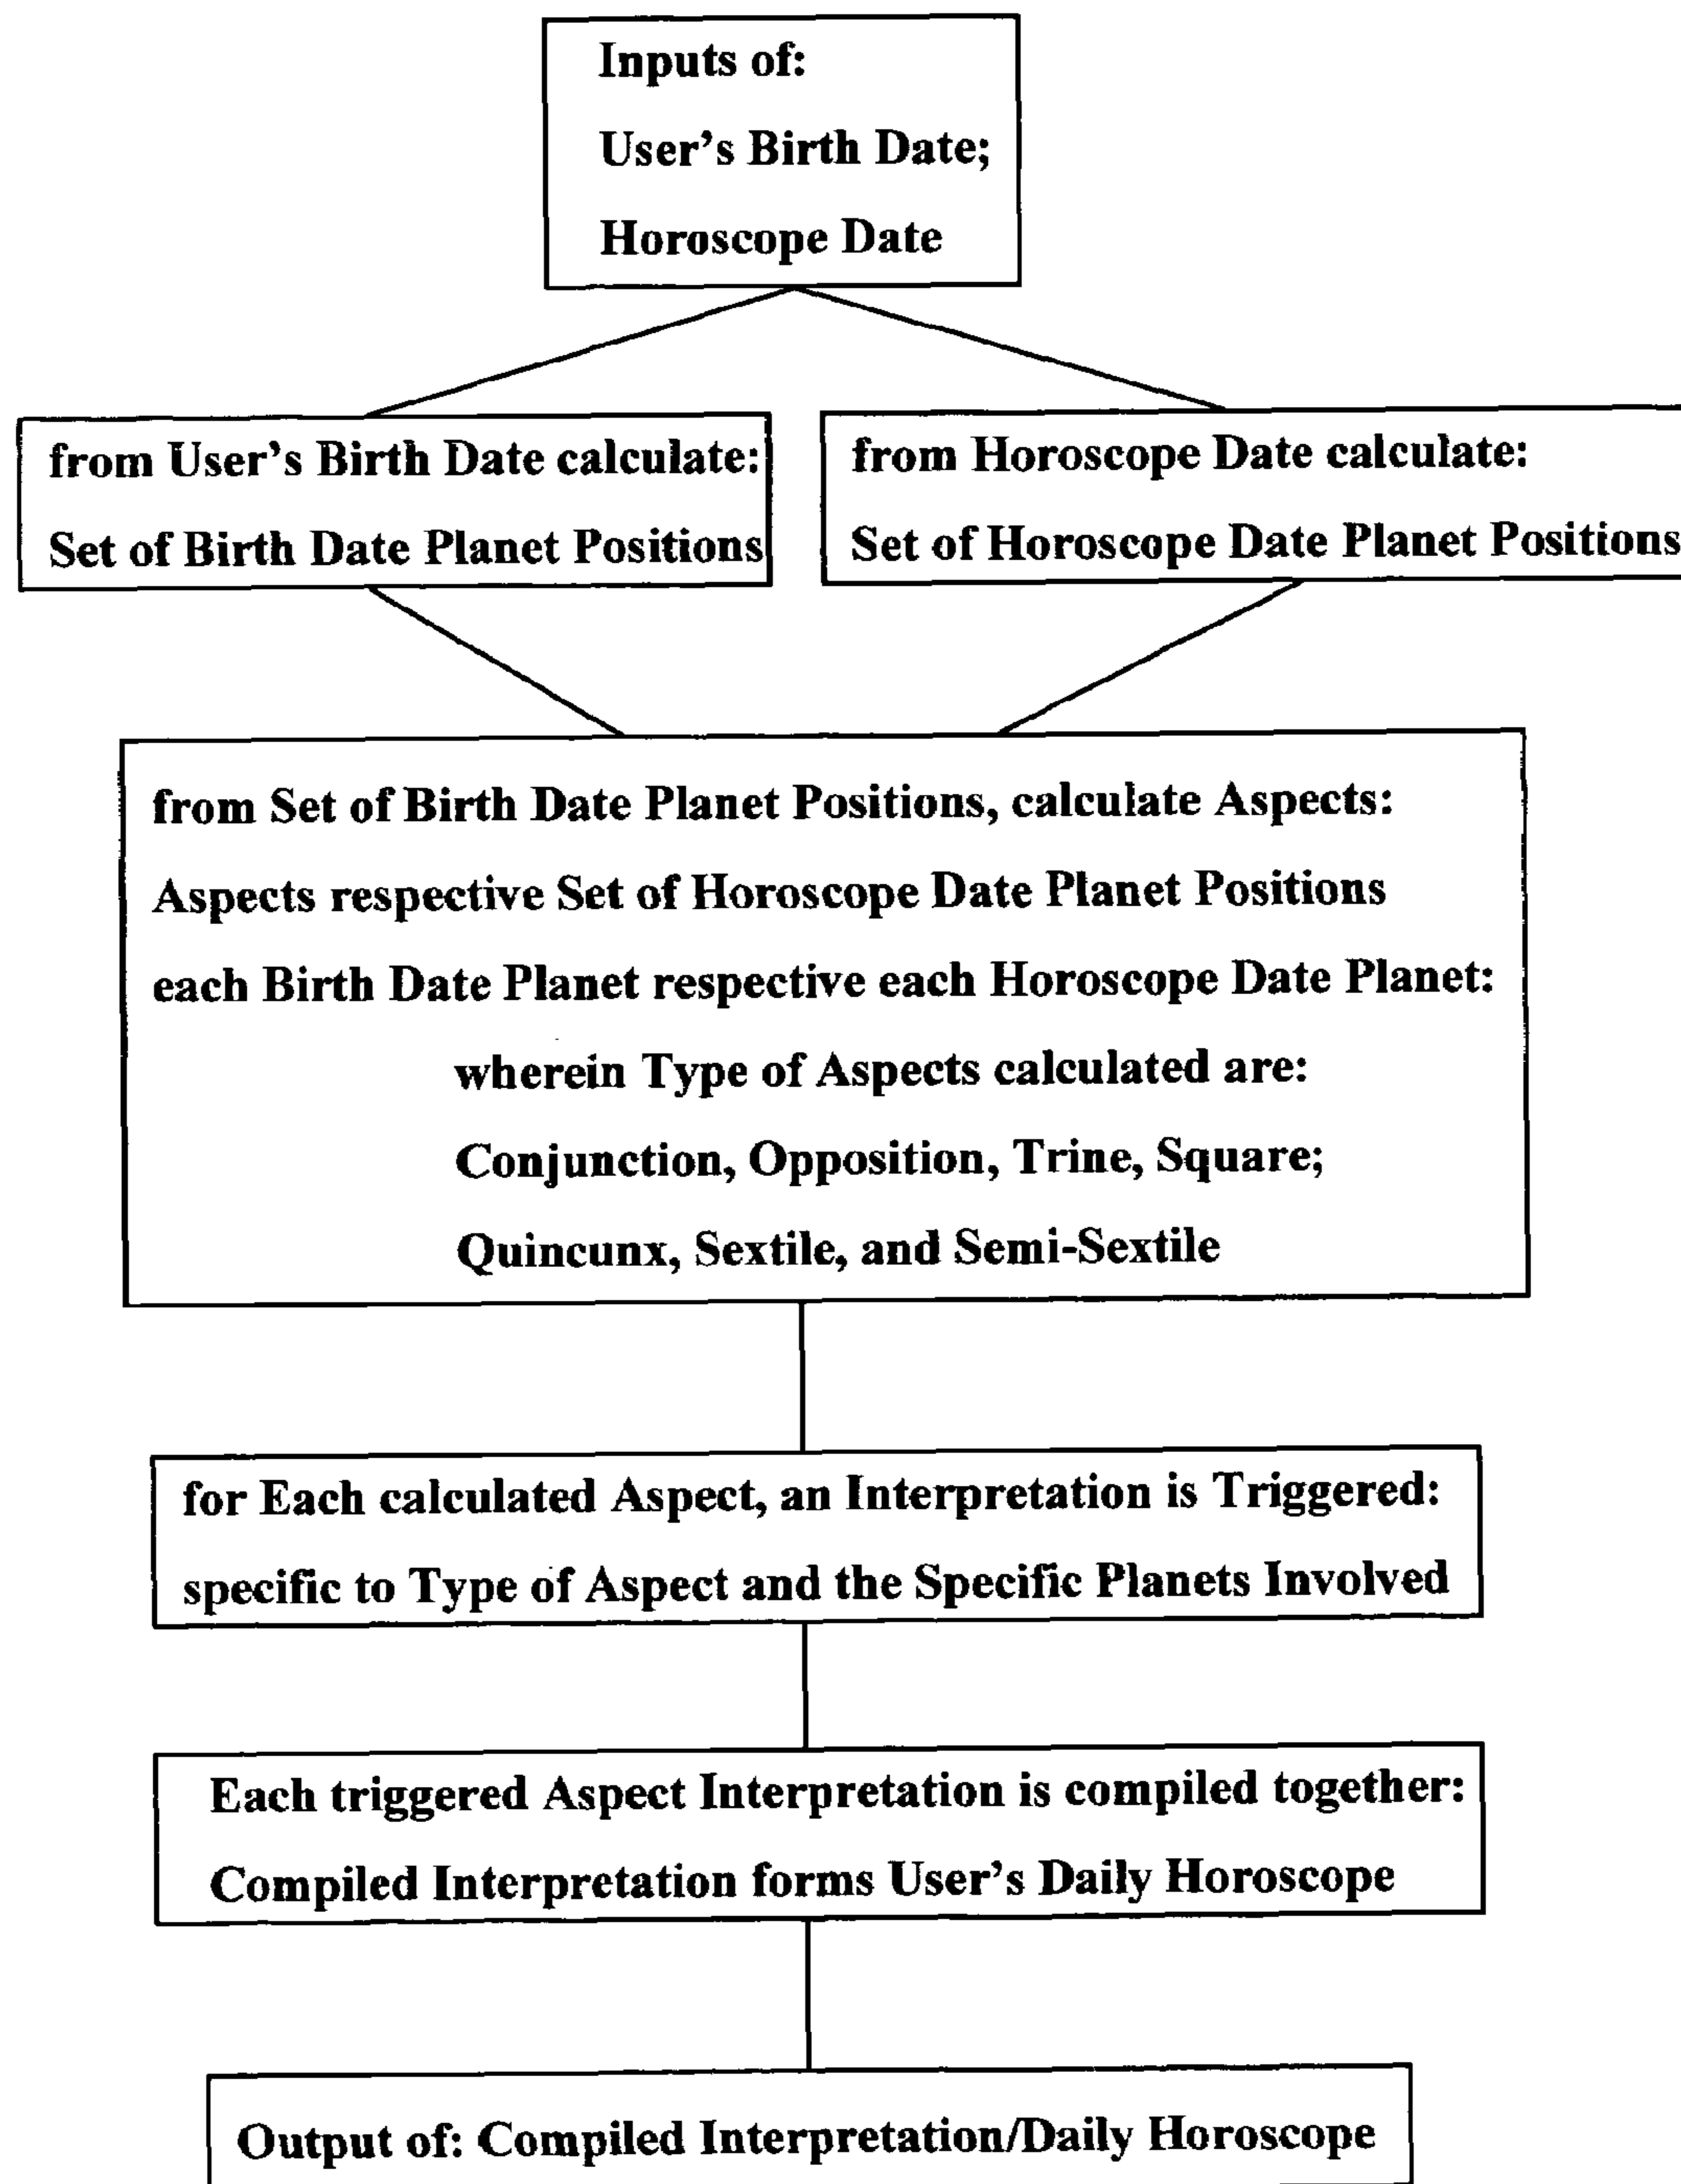 Inputs of:
User's Birth Date;
Horoscope Date
from User's Birth Date calculate:
Set of Birth Date Planet Positions
from Horoscope Date calculate:
Set of Horoscope Date Planet Positions
from Set of Birth Date Planet Positions, calculate Aspects:
Aspects respective Set of Horoscope Date Planet Positions
each Birth Date Planet respective each Horoscope Date Planet:
wherein Type of Aspects calculated are:
Conjunction, Opposition, Trine, Square;
Quincunx, Sextile, and Semi-Sextile
for Each calculated Aspect, an Interpretation is Triggered:
specific to Type of Aspect and the Specific Planets Involved
Each triggered Aspect Interpretation is compiled together:
Compiled Interpretation forms User's Daily Horoscope
Output of: Compiled Interpretation/Daily Horoscope